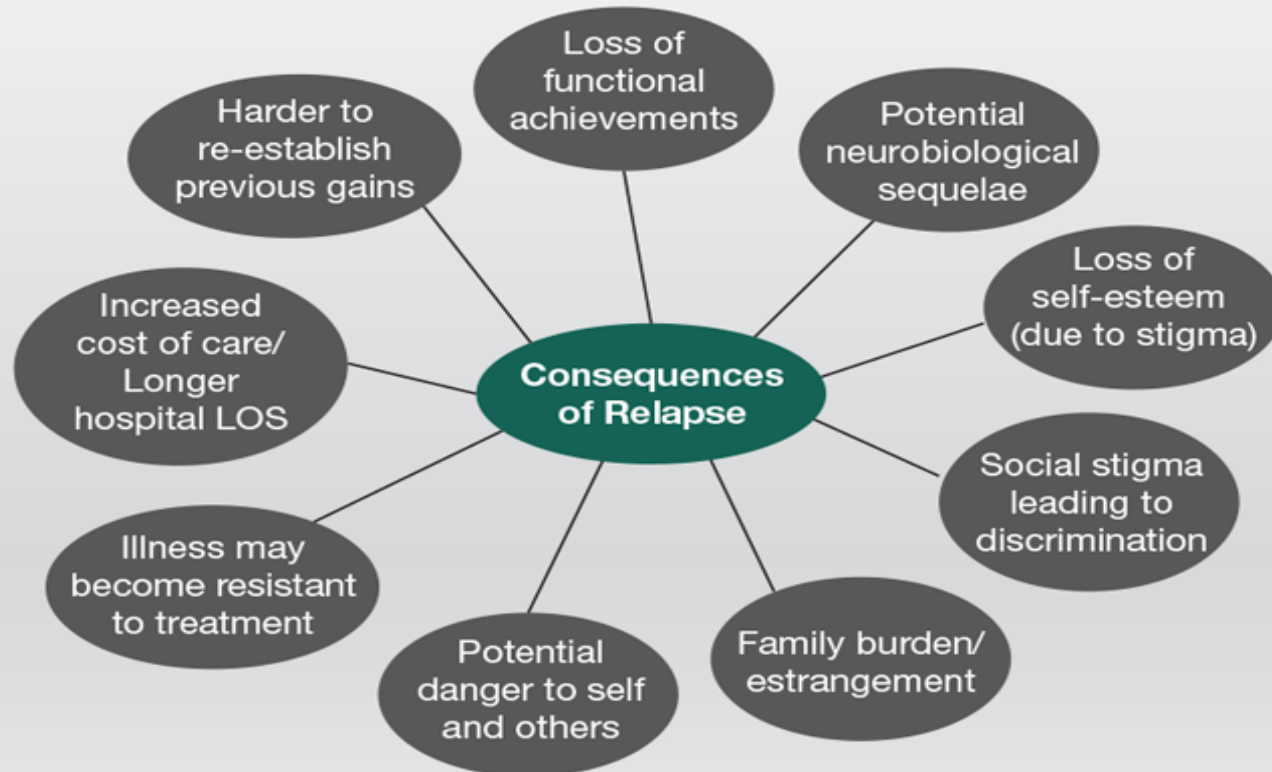 Consequences
of Relapse
Loss of
functional
achievements
Potential
neurobiological
sequelae
Loss of
self-esteem
(due to stigma)
Social stigma
leading to
discrimination
Family burden/
estrangement
Potential
danger to self
and others
Illness may
become resistant
to treatment
Increased
cost of care/
Longer
hospital LOS
Harder to
re-establish
previous gains